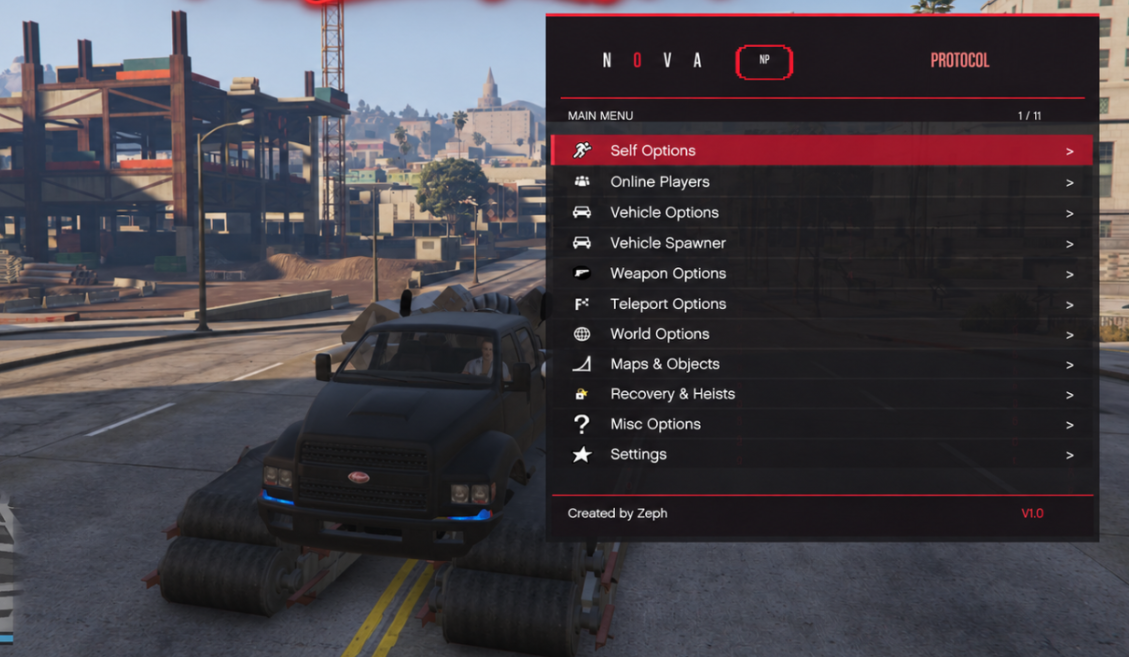 N O V A NP PROTOCOL
MAIN MENU 1 / 11
Self Options >
Online Players >
Vehicle Options >
Vehicle Spawner >
Weapon Options >
Teleport Options >
World Options >
Maps & Objects >
Recovery & Heists >
? Misc Options >
Settings >
Created by Zeph V1.0